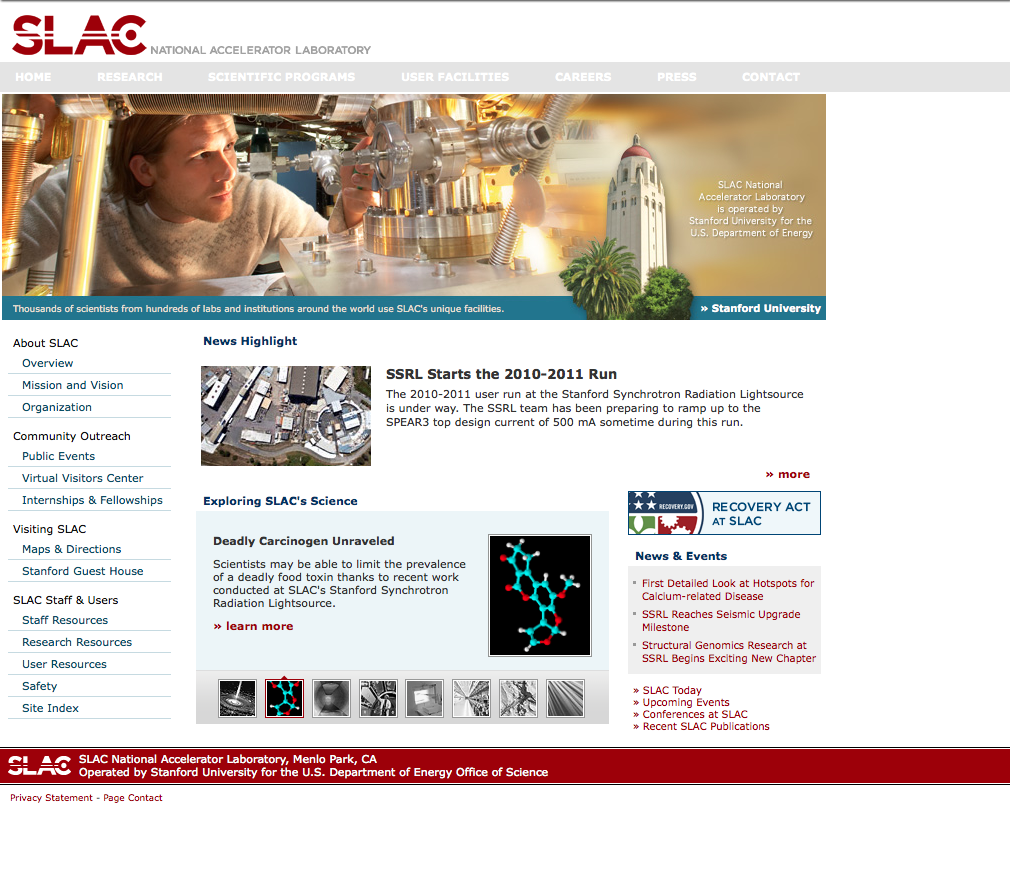 SLAC NATIONAL ACCELERATOR LABORATORY
HOME RESEARCH SCIENTIFIC PROGRAMS USER FACILITIES CAREERS PRESS CONTACT
SLAC National
Accelerator Laboratory
is operated by
Stanford University for the
U.S. Department of Energy
Thousands of scientists from hundreds of labs and institutions around the world use SLAC's unique facilities.
» Stanford University
About SLAC
Overview
Mission and Vision
Organization
Community Outreach
Public Events
Virtual Visitors Center
Internships & Fellowships
Visiting SLAC
Maps & Directions
Stanford Guest House
SLAC Staff & Users
Staff Resources
Research Resources
User Resources
Safety
Site Index
News Highlight
SSRL Starts the 2010-2011 Run
The 2010-2011 user run at the Stanford Synchrotron Radiation Lightsource
is under way. The SSRL team has been preparing to ramp up to the
SPEAR3 top design current of 500 mA sometime during this run.
» more
Exploring SLAC's Science
Deadly Carcinogen Unraveled
Scientists may be able to limit the prevalence
of a deadly food toxin thanks to recent work
conducted at SLAC's Stanford Synchrotron
Radiation Lightsource.
» learn more
RECOVERY.GOV
RECOVERY ACT
AT SLAC
News & Events
First Detailed Look at Hotspots for
Calcium-related Disease
SSRL Reaches Seismic Upgrade
Milestone
Structural Genomics Research at
SSRL Begins Exciting New Chapter
» SLAC Today
» Upcoming Events
» Conferences at SLAC
» Recent SLAC Publications
SLAC
SLAC National Accelerator Laboratory, Menlo Park, CA
Operated by Stanford University for the U.S. Department of Energy Office of Science
Privacy Statement - Page Contact